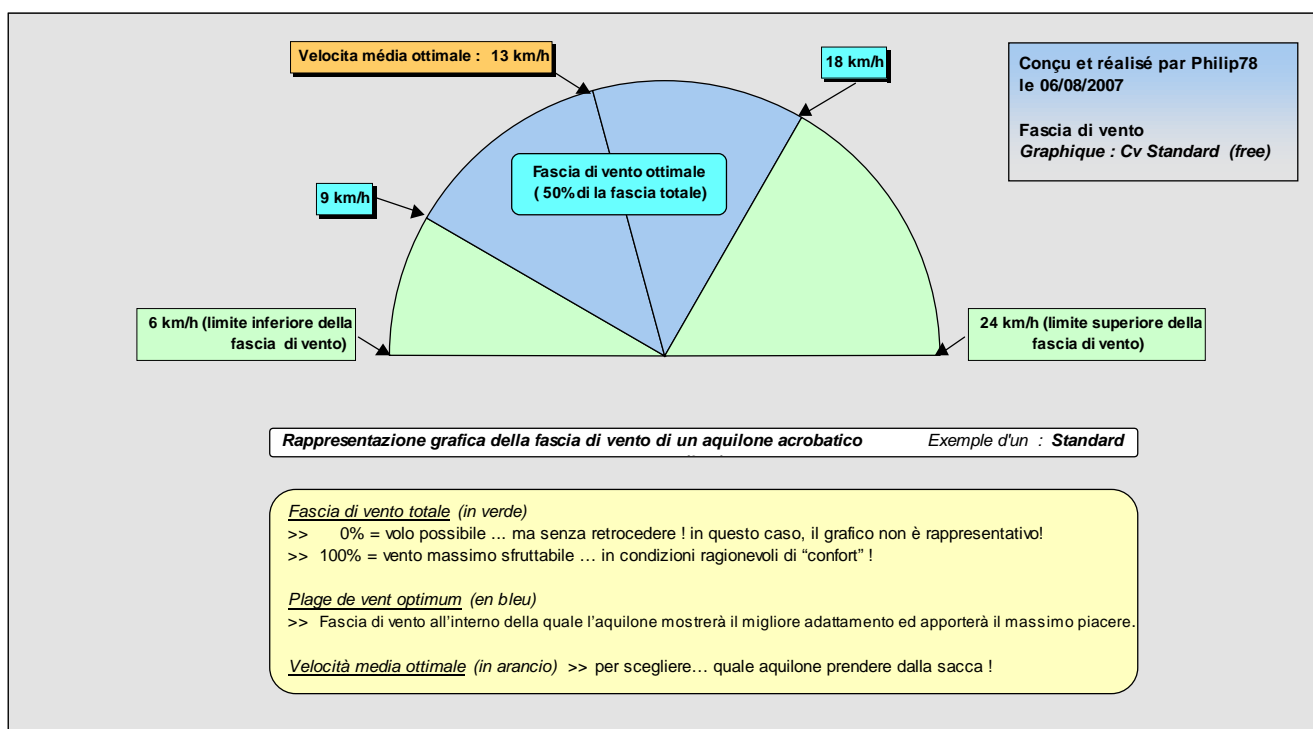 Velocita média ottimale : 13 km/h
18 km/h
Conçu et réalisé par Philip78
le 06/08/2007
Fascia di vento
Graphique : Cv Standard (free)
Fascia di vento ottimale
( 50% di la fascia totale)
9 km/h
6 km/h (limite inferiore della
fascia di vento)
24 km/h (limite superiore della
fascia di vento)
Rappresentazione grafica della fascia di vento di un aquilone acrobatico Exemple d'un : Standard
Fascia di vento totale (in verde)
>> 0% = volo possibile … ma senza retrocedere ! in questo caso, il grafico non è rappresentativo!
>> 100% = vento massimo sfruttabile … in condizioni ragionevoli di “confort” !
Plage de vent optimum (en bleu)
>> Fascia di vento all’interno della quale l’aquilone mostrerà il migliore adattamento ed apporterà il massimo piacere.
Velocità media ottimale (in arancio) >> per scegliere… quale aquilone prendere dalla sacca !